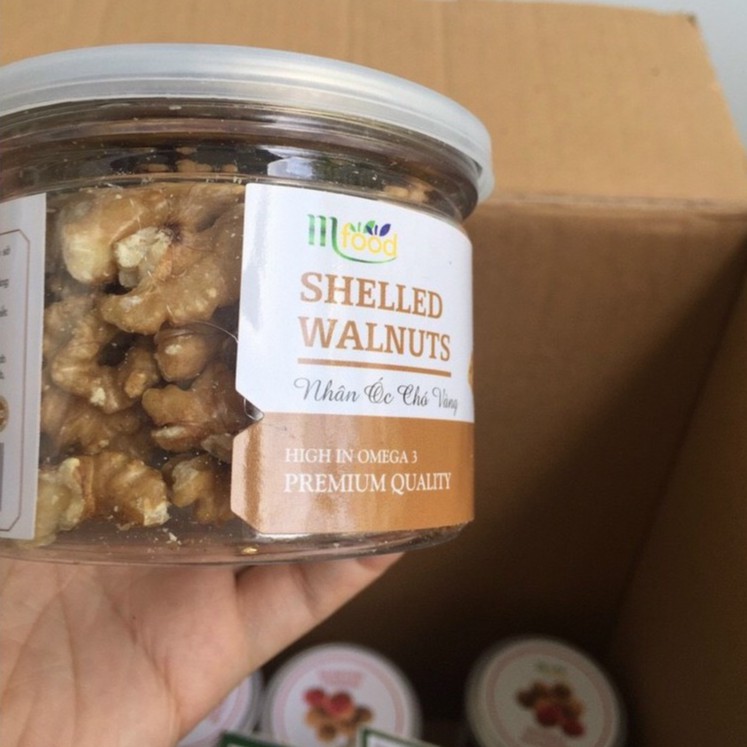 mfood
SHELLED
WALNUTS
Nhân Óc Chó Vàng
HIGH IN OMEGA 3
PREMIUM QUALITY